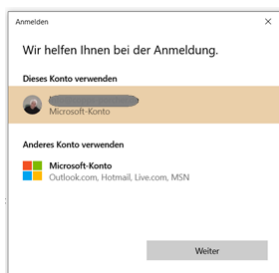 Anmelden
Wir helfen Ihnen bei der Anmeldung.
Dieses Konto verwenden
Microsoft-Konto
Anderes Konto verwenden
Microsoft-Konto
Outlook.com, Hotmail, Live.com, MSN
Weiter